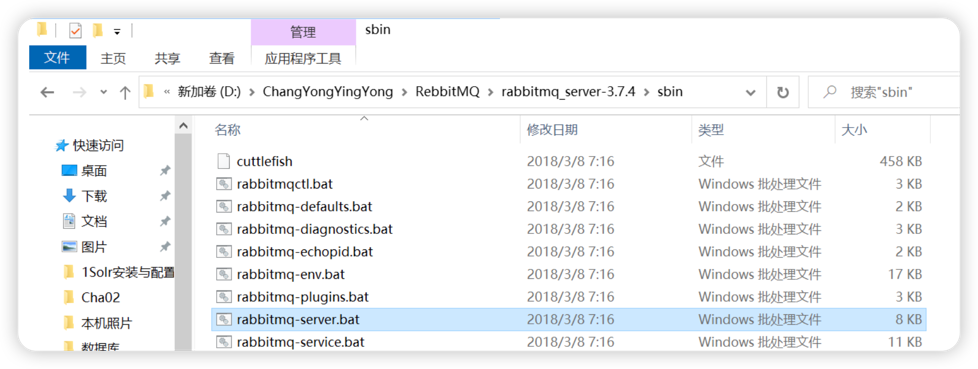 管理
sbin
文件
主页
共享
查看
应用程序工具
« 新加卷 (D:) › ChangYongYingYong › RebbitMQ › rabbitmq_server-3.7.4 › sbin
搜索"sbin"
名称 修改日期 类型 大小
快速访问
桌面
下载
文档
图片
1Solr安装与配置
Cha02
本机照片
数据库
cuttlefish 2018/3/8 7:16 文件 458 KB
rabbitmqctl.bat 2018/3/8 7:16 Windows 批处理文件 3 KB
rabbitmq-defaults.bat 2018/3/8 7:16 Windows 批处理文件 2 KB
rabbitmq-diagnostics.bat 2018/3/8 7:16 Windows 批处理文件 3 KB
rabbitmq-echopid.bat 2018/3/8 7:16 Windows 批处理文件 2 KB
rabbitmq-env.bat 2018/3/8 7:16 Windows 批处理文件 17 KB
rabbitmq-plugins.bat 2018/3/8 7:16 Windows 批处理文件 3 KB
rabbitmq-server.bat 2018/3/8 7:16 Windows 批处理文件 8 KB
rabbitmq-service.bat 2018/3/8 7:16 Windows 批处理文件 11 KB